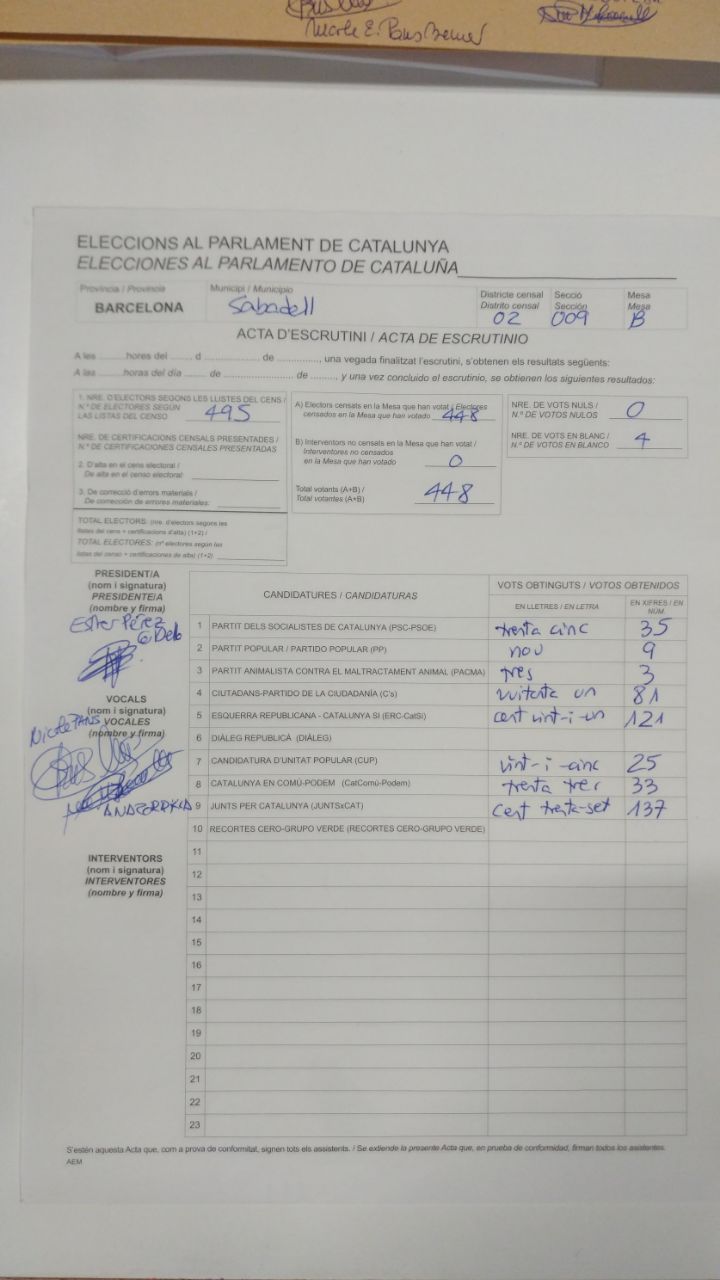 Nicole E. Pans Bernet
ELECCIONS AL PARLAMENT DE CATALUNYA
ELECCIONES AL PARLAMENTO DE CATALUÑA
Província / Provincia
BARCELONA
Municipi / Municipio
Sabadell
Districte censal
Distrito censal
02
Secció
Sección
009
Mesa
Mesa
B
ACTA D'ESCRUTINI / ACTA DE ESCRUTINIO
A les ........ hores del ....... d ...................... de ............., una vegada finalitzat l'escrutini, s'obtenen els resultats següents:
A las ........ horas del día ....... de ...................... de ........, y una vez concluido el escrutinio, se obtienen los siguientes resultados:
1. NRE. D'ELECTORS SEGONS LES LLISTES DEL CENS /
N.º DE ELECTORES SEGÚN
LAS LISTAS DEL CENSO 495
NRE. DE CERTIFICACIONS CENSALS PRESENTADES /
N.º DE CERTIFICACIONES CENSALES PRESENTADAS
2. D'alta en el cens electoral /
De alta en el censo electoral:
3. De correcció d'errors materials /
De corrección de errores materiales:
TOTAL ELECTORS: (nre. d'electors segons les
llistes del cens + certificacions d'alta) (1+2) /
TOTAL ELECTORES: (nº electores según las
listas del censo + certificaciones de alta) (1+2)
A) Electors censats en la Mesa que han votat / Electores
censados en la Mesa que han votado 448
B) Interventors no censats en la Mesa que han votat /
Interventores no censados
en la Mesa que han votado 0
Total votants (A+B) /
Total votantes (A+B) 448
NRE. DE VOTS NULS /
N.º DE VOTOS NULOS 0
NRE. DE VOTS EN BLANC /
N.º DE VOTOS EN BLANCO 4
PRESIDENT/A
(nom i signatura)
PRESIDENTE/A
(nombre y firma)
Esther Pérez
VOCALS
(nom i signatura)
VOCALES
(nombre y firma)
Nicole PANS
INTERVENTORS
(nom i signatura)
INTERVENTORES
(nombre y firma)
CANDIDATURES / CANDIDATURAS
VOTS OBTINGUTS / VOTOS OBTENIDOS
EN LLETRES / EN LETRA
EN XIFRES / EN NÚM.
1 PARTIT DELS SOCIALISTES DE CATALUNYA (PSC-PSOE) trenta cinc 35
2 PARTIT POPULAR / PARTIDO POPULAR (PP) nou 9
3 PARTIT ANIMALISTA CONTRA EL MALTRACTAMENT ANIMAL (PACMA) tres 3
4 CIUTADANS-PARTIDO DE LA CIUDADANÍA (C's) vuitanta un 81
5 ESQUERRA REPUBLICANA - CATALUNYA SÍ (ERC-CatSí) cent vint-i-un 121
6 DIÀLEG REPUBLICÀ (DIÀLEG)
7 CANDIDATURA D'UNITAT POPULAR (CUP) vint-i-cinc 25
8 CATALUNYA EN COMÚ-PODEM (CatComú-Podem) trenta tres 33
9 JUNTS PER CATALUNYA (JUNTSxCAT) cent trenta-set 137
10 RECORTES CERO-GRUPO VERDE (RECORTES CERO-GRUPO VERDE)
11
12
13
14
15
16
17
18
19
20
21
22
23
S'estén aquesta Acta que, com a prova de conformitat, signen tots els assistents. / Se extiende la presente Acta que, en prueba de conformidad, firman todos los asistentes.
AEM